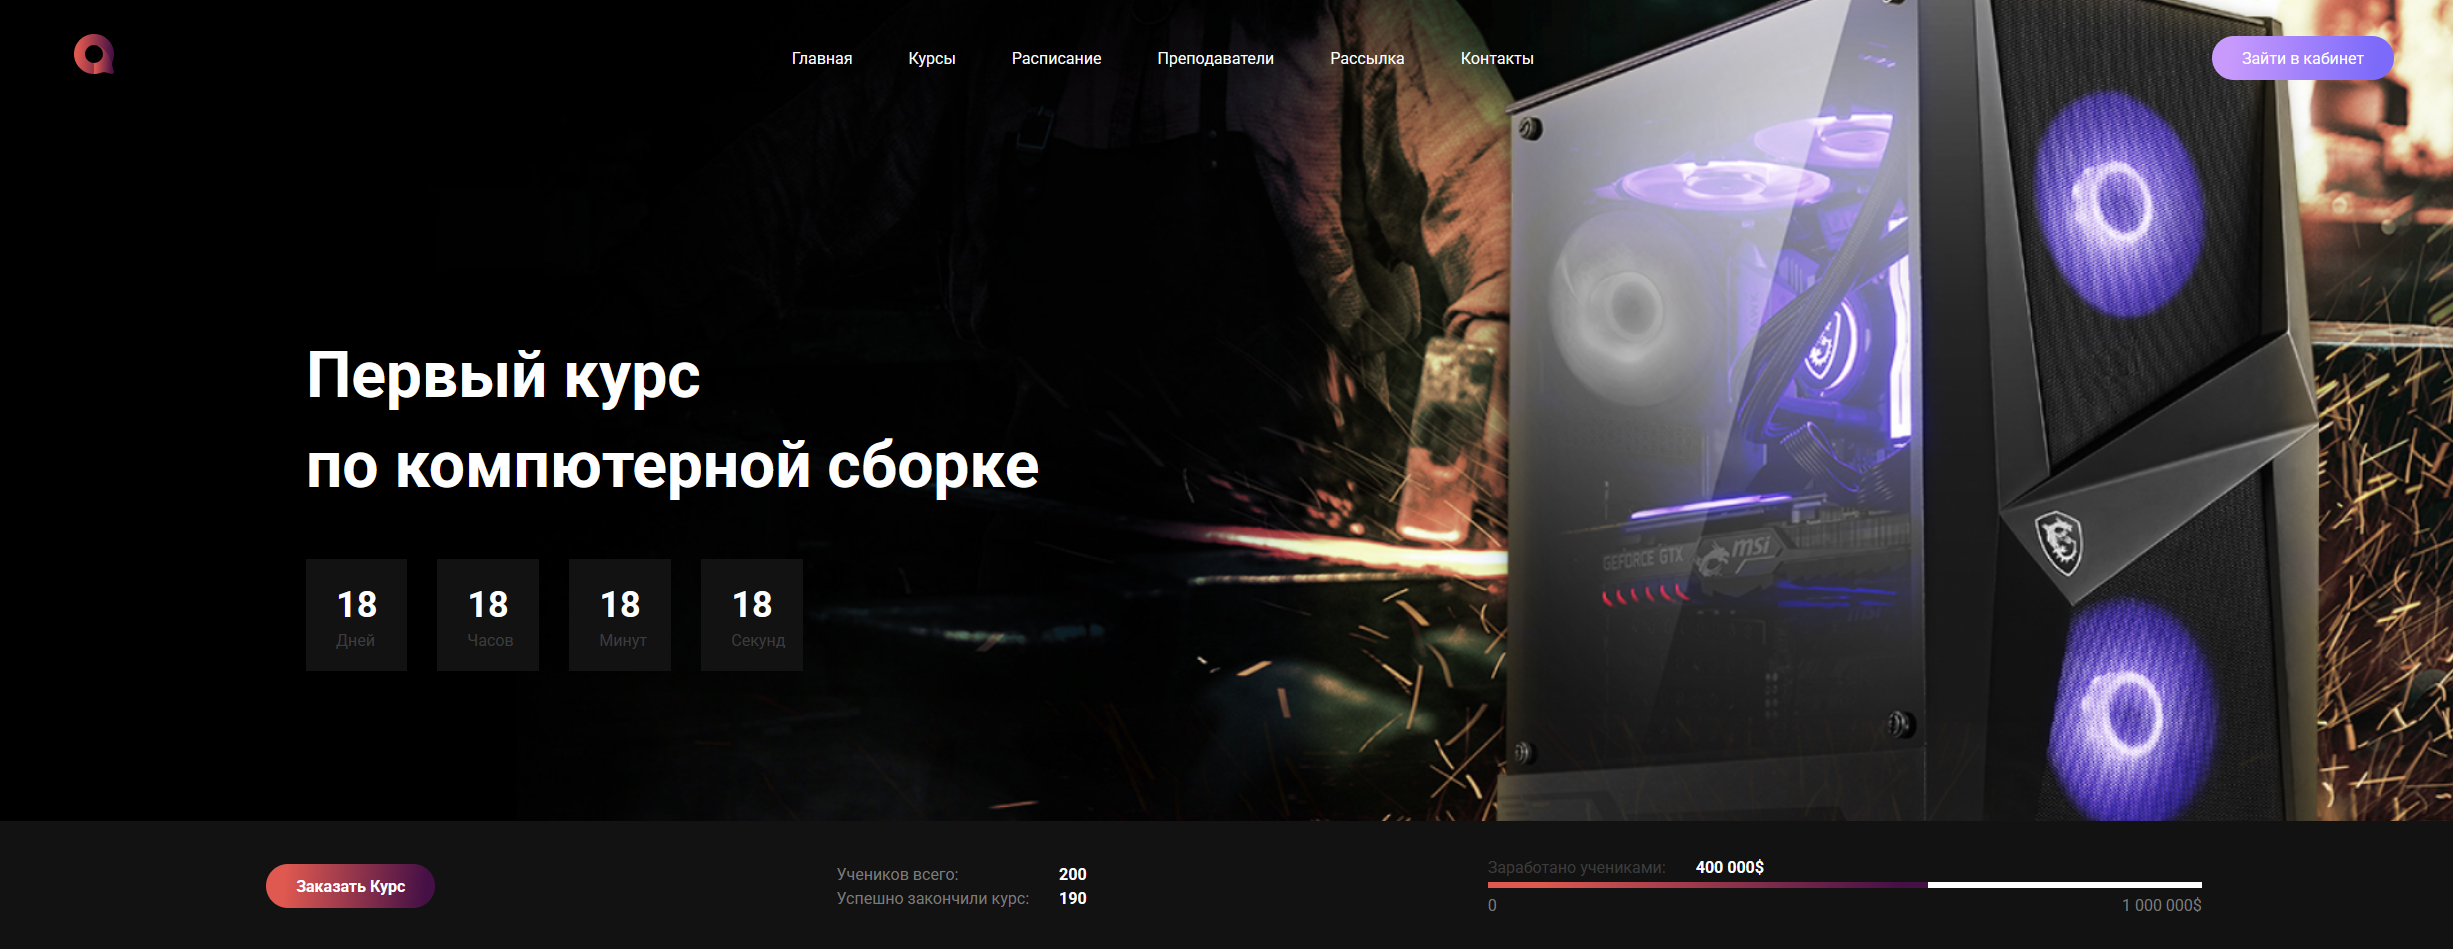 Главная Курсы Расписание Преподаватели Рассылка Контакты Зайти в кабинет
Первый курс
по компютерной сборке
18 18 18 18
Дней Часов Минут Секунд
GEFORCE GTX msi
Заказать Курс
Учеников всего: 200
Успешно закончили курс: 190
Заработано учениками: 400 000$
0 1 000 000$